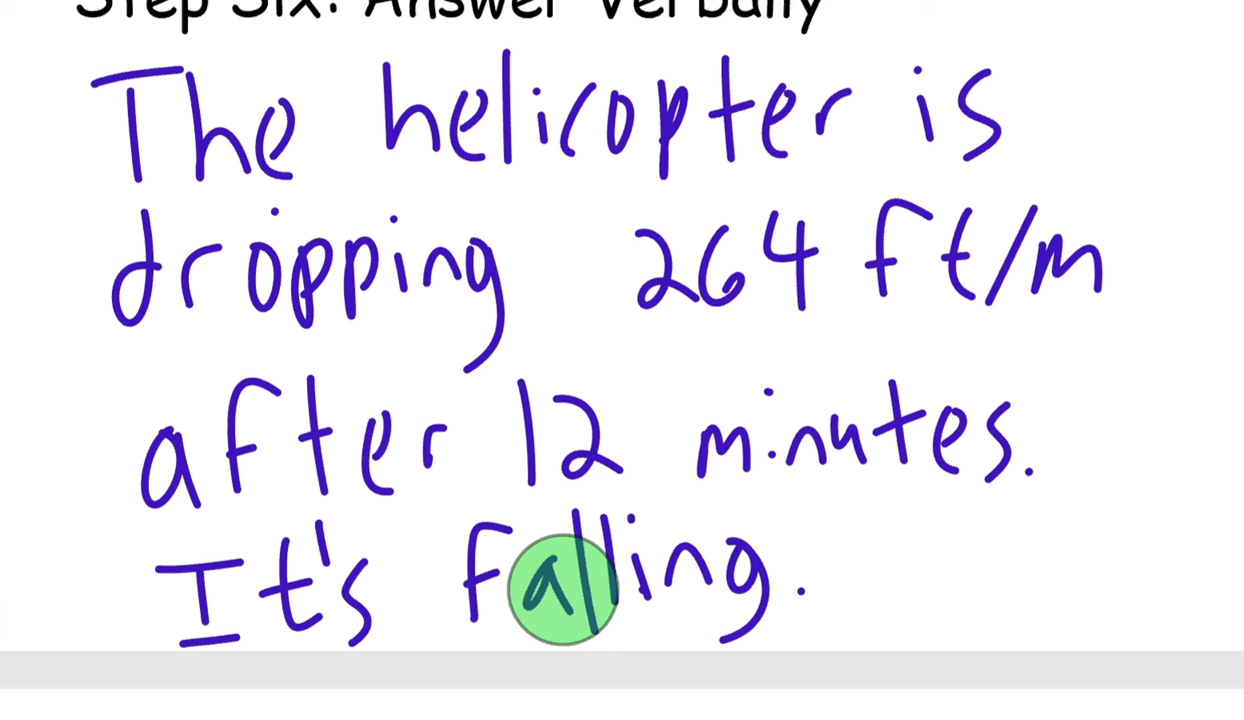 Step Six: Answer Verbally
The helicopter is
dropping 264 ft/m
after 12 minutes.
It's falling.